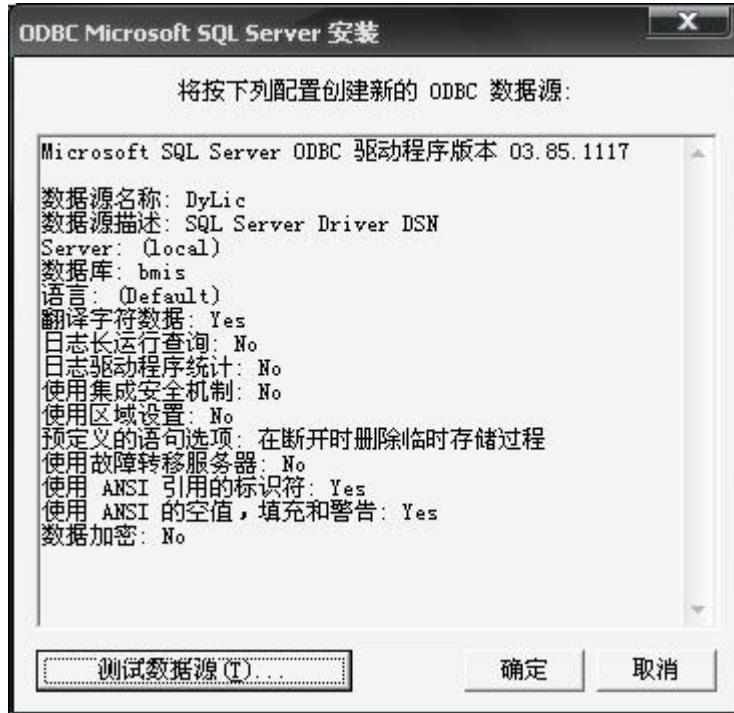 ODBC Microsoft SQL Server 安装
将按下列配置创建新的 ODBC 数据源:
Microsoft SQL Server ODBC 驱动程序版本 03.85.1117
数据源名称: DyLic
数据源描述: SQL Server Driver DSN
Server: (local)
数据库: bmis
语言: (Default)
翻译字符数据: Yes
日志长运行查询: No
日志驱动程序统计: No
使用集成安全机制: No
使用区域设置: No
预定义的语句选项: 在断开时删除临时存储过程
使用故障转移服务器: No
使用 ANSI 引用的标识符: Yes
使用 ANSI 的空值，填充和警告: Yes
数据加密: No
测试数据源(T)... 确定 取消